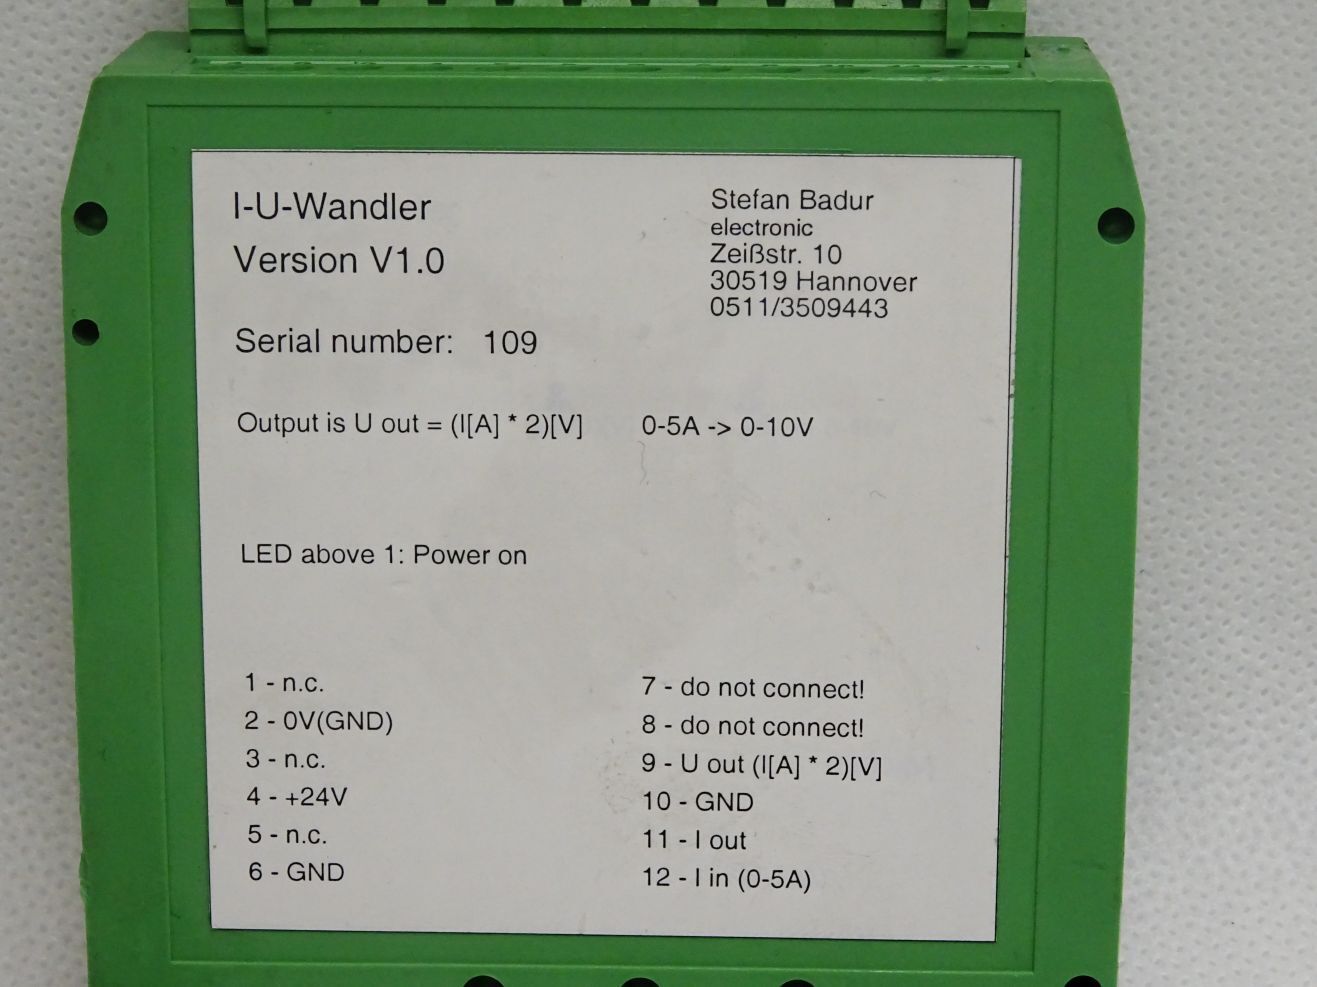 I-U-Wandler
Version V1.0
Stefan Badur
electronic
Zeißstr. 10
30519 Hannover
0511/3509443
Serial number: 109
Output is U out = (I[A] * 2)[V] 0-5A -> 0-10V
LED above 1: Power on
1 - n.c.
2 - 0V(GND)
3 - n.c.
4 - +24V
5 - n.c.
6 - GND
7 - do not connect!
8 - do not connect!
9 - U out (I[A] * 2)[V]
10 - GND
11 - I out
12 - I in (0-5A)